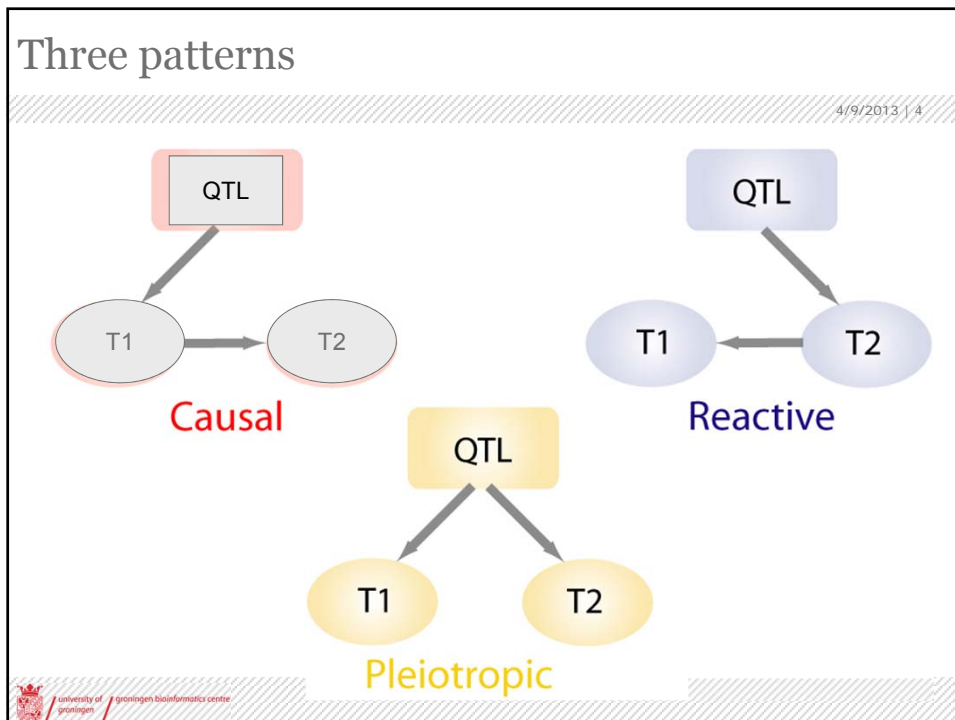 Three patterns
4/9/2013 | 4
QTL
T1
T2
Causal
QTL
T1
T2
Reactive
QTL
T1
T2
Pleiotropic
university of
groningen
groningen bioinformatics centre